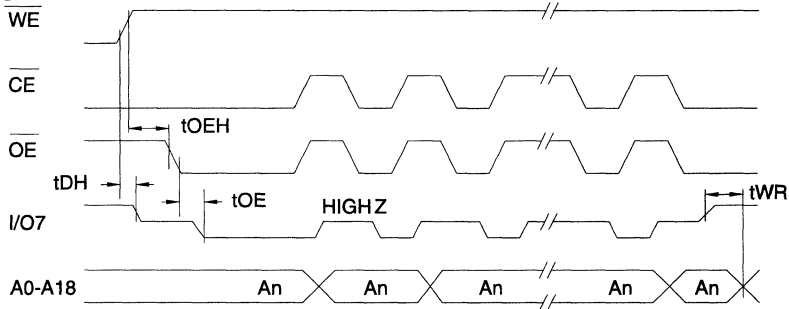 WE
CE
tOEH
OE
tDH
tOE
tWR
HIGH Z
I/O7
A0-A18 An An An An An